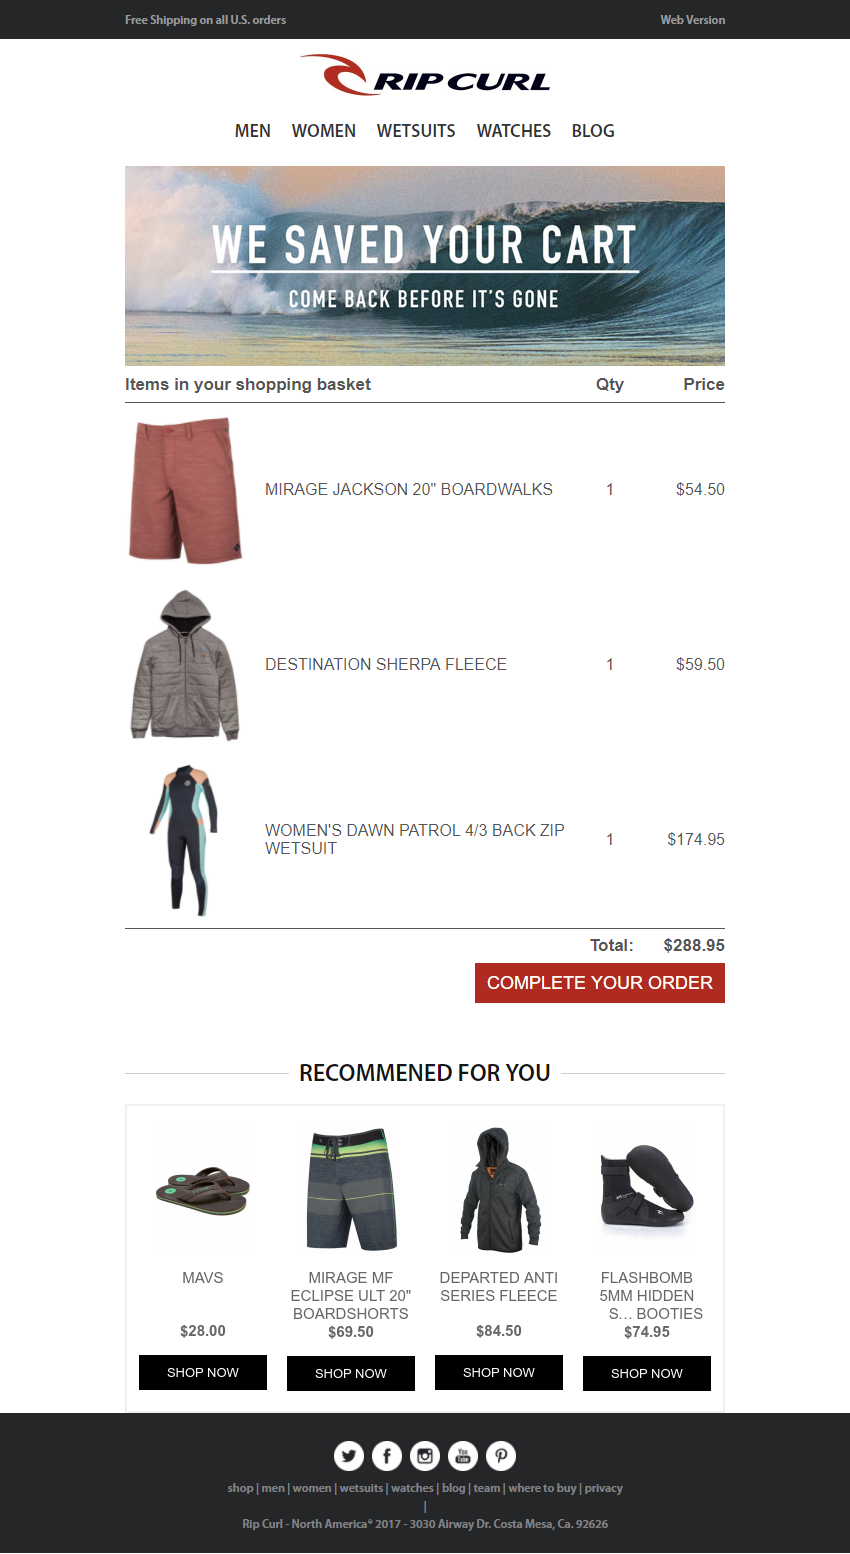 Free Shipping on all U.S. orders
Web Version
RIP CURL
MEN WOMEN WETSUITS WATCHES BLOG
WE SAVED YOUR CART
COME BACK BEFORE IT'S GONE
Items in your shopping basket Qty Price
MIRAGE JACKSON 20" BOARDWALKS 1 $54.50
DESTINATION SHERPA FLEECE 1 $59.50
WOMEN'S DAWN PATROL 4/3 BACK ZIP
WETSUIT
1 $174.95
Total: $288.95
COMPLETE YOUR ORDER
RECOMMENED FOR YOU
MAVS
$28.00
SHOP NOW
MIRAGE MF
ECLIPSE ULT 20"
BOARDSHORTS
$69.50
SHOP NOW
DEPARTED ANTI
SERIES FLEECE
$84.50
SHOP NOW
FLASHBOMB
5MM HIDDEN
S... BOOTIES
$74.95
SHOP NOW
You Tube
shop | men | women | wetsuits | watches | blog | team | where to buy | privacy
|
Rip Curl - North America® 2017 - 3030 Airway Dr. Costa Mesa, Ca. 92626